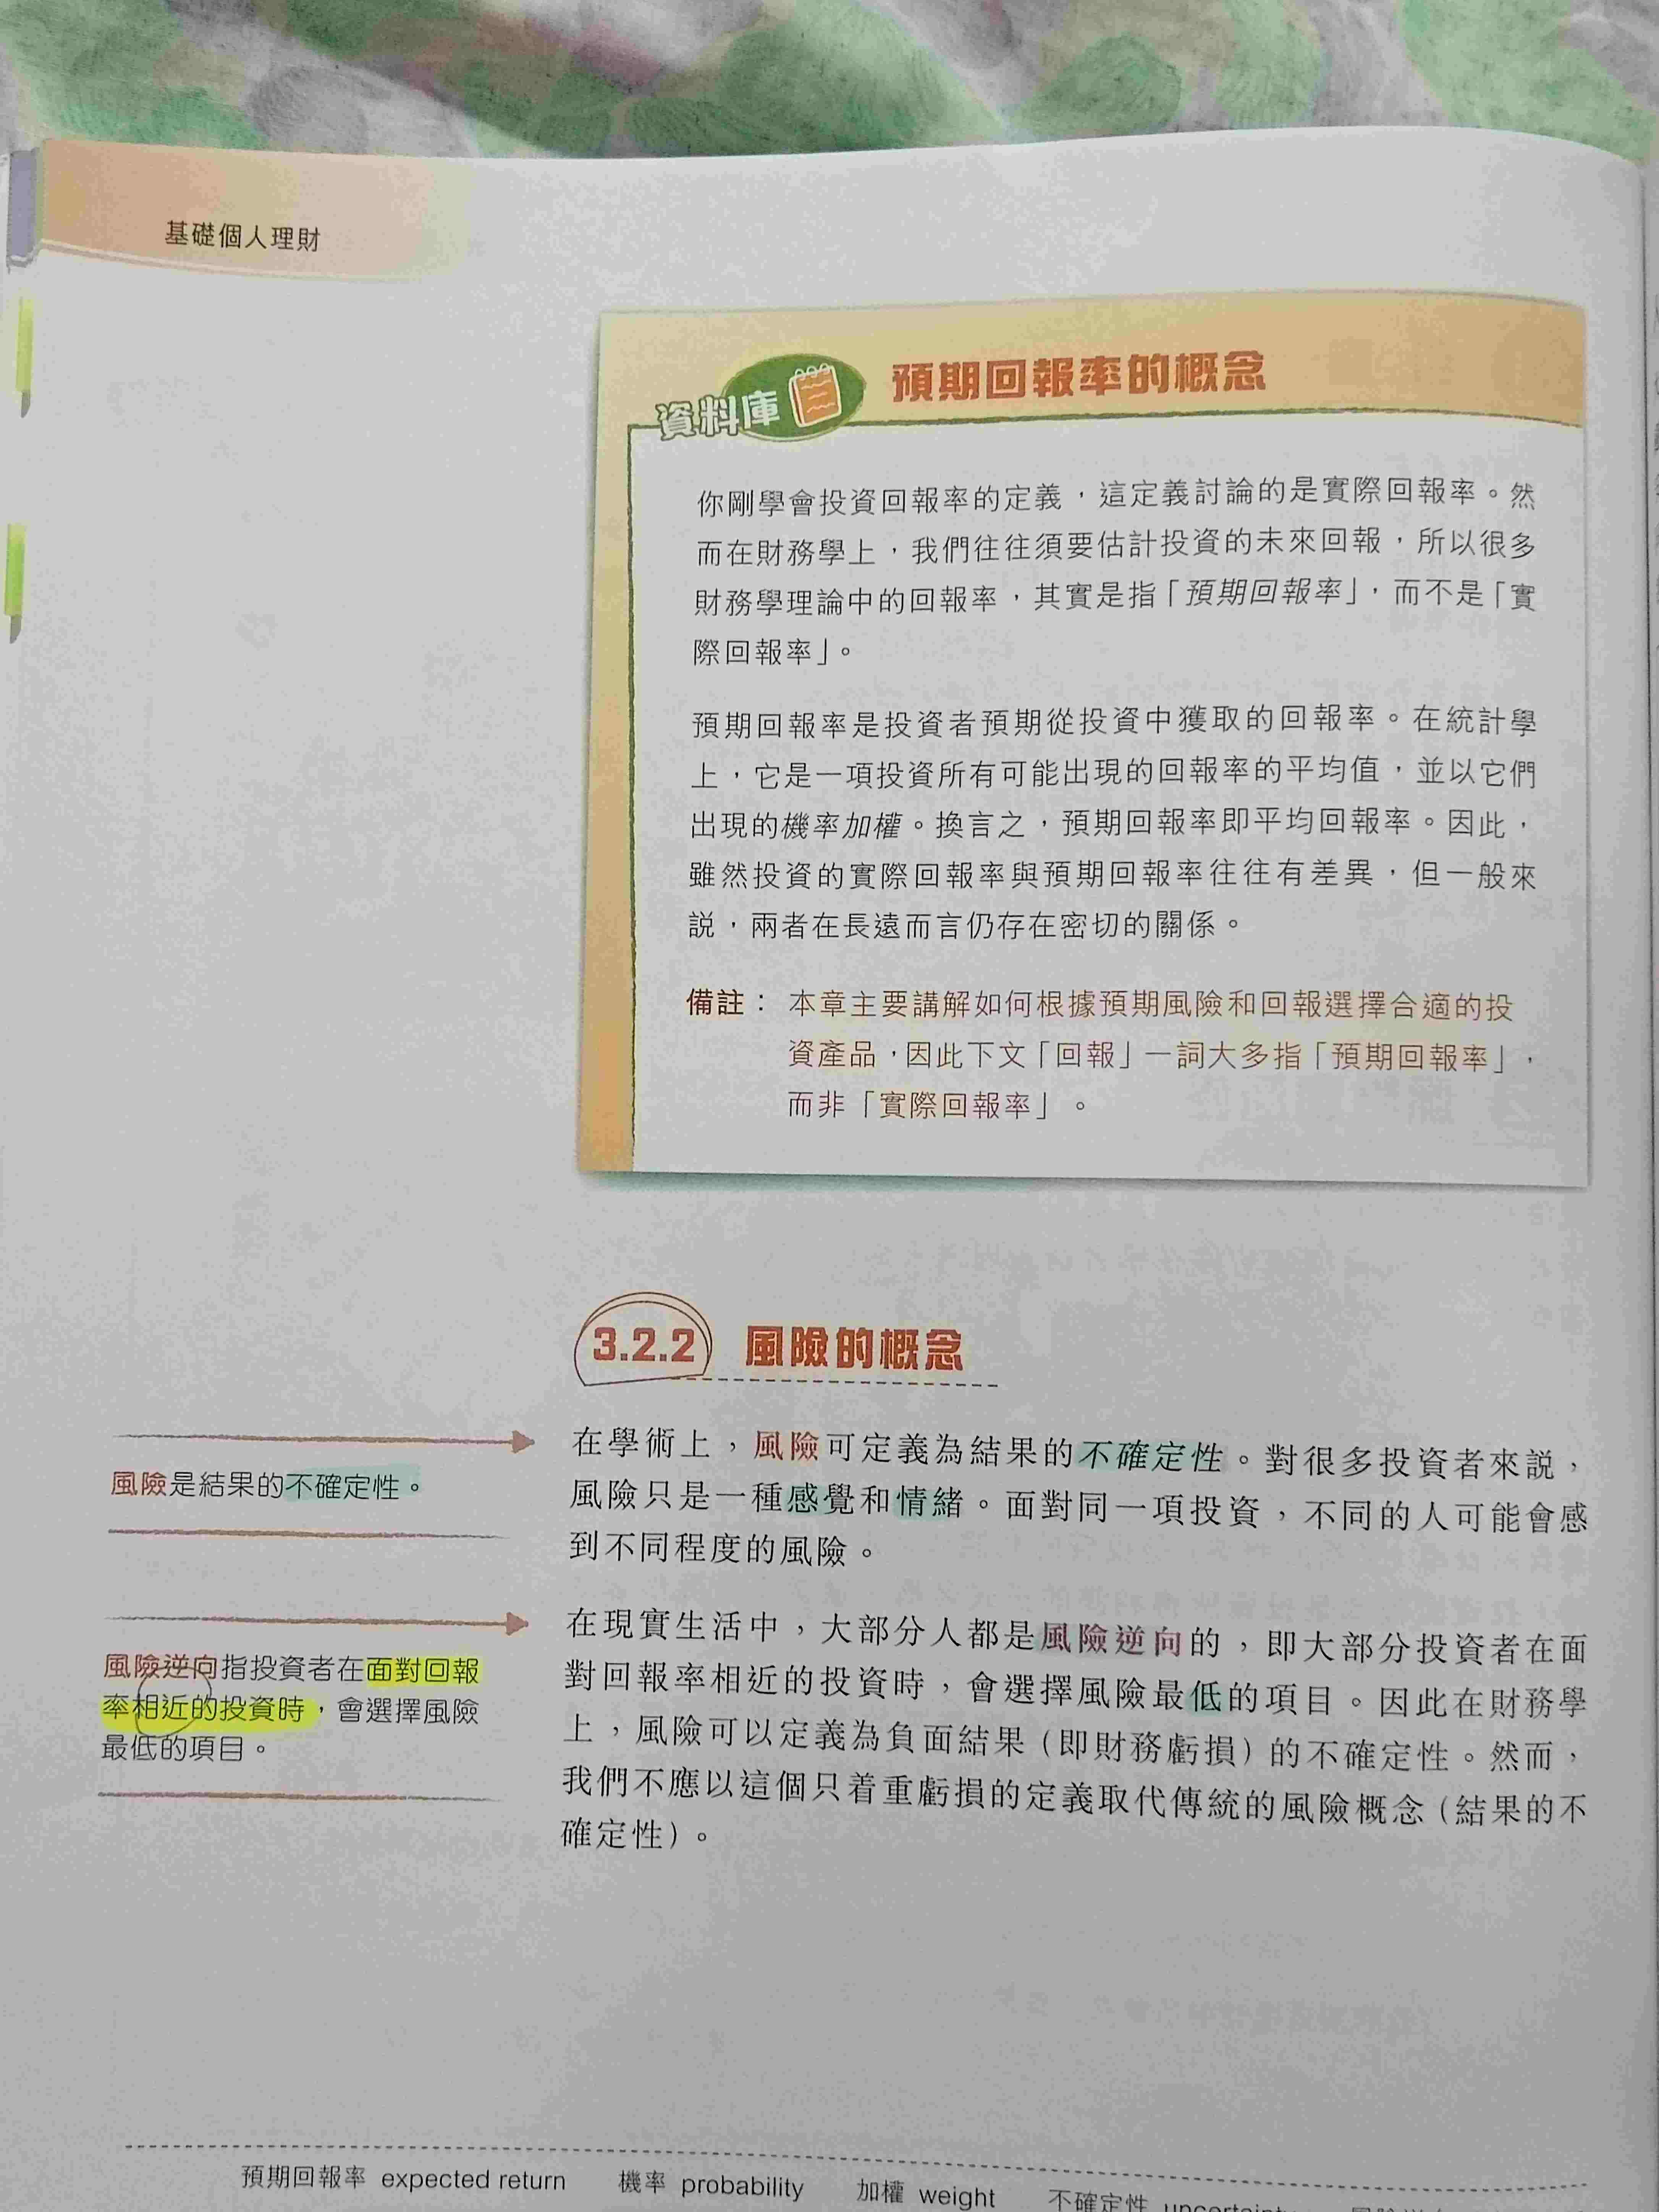 基礎個人理財
資料庫
預期回報率的概念
你剛學會投資回報率的定義，這定義討論的是實際回報率。然
而在財務學上，我們往往須要估計投資的未來回報，所以很多
財務學理論中的回報率，其實是指「預期回報率」，而不是「實
際回報率」。
預期回報率是投資者預期從投資中獲取的回報率。在統計學
上，它是一項投資所有可能出現的回報率的平均值，並以它們
出現的機率加權。換言之，預期回報率即平均回報率。因此，
雖然投資的實際回報率與預期回報率往往有差異，但一般來
説，兩者在長遠而言仍存在密切的關係。
備註： 本章主要講解如何根據預期風險和回報選擇合適的投
資產品，因此下文「回報」一詞大多指「預期回報率」，
而非「實際回報率」。
3.2.2 風險的概念
風險是結果的不確定性。
在學術上，風險可定義為結果的不確定性。對很多投資者來説，
風險只是一種感覺和情緒。面對同一項投資，不同的人可能會感
到不同程度的風險。
風險逆向指投資者在面對回報
率相近的投資時，會選擇風險
最低的項目。
在現實生活中，大部分人都是風險逆向的，即大部分投資者在面
對回報率相近的投資時，會選擇風險最低的項目。因此在財務學
上，風險可以定義為負面結果（即財務虧損）的不確定性。然而，
我們不應以這個只着重虧損的定義取代傳統的風險概念（結果的不
確定性）。
預期回報率 expected return 機率 probability 加權 weight 不確定性